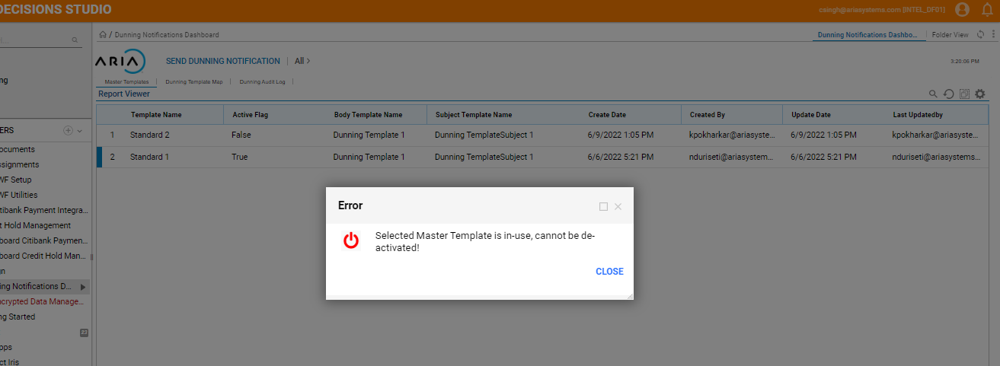 DECISIONS STUDIO
csingh@ariasystems.com [INTEL_DF01]
/ Dunning Notifications Dashboard
Dunning Notifications Dashbo...
Folder View
ARIA
SEND DUNNING NOTIFICATION
All >
3:20:06 PM
Master Templates
Dunning Template Map
Dunning Audit Log
Report Viewer
Template Name Active Flag Body Template Name Subject Template Name Create Date Created By Update Date Last Updatedby
1 Standard 2 False Dunning Template 1 Dunning TemplateSubject 1 6/9/2022 1:05 PM kpokharkar@ariasyste... 6/9/2022 1:05 PM kpokharkar@ariasyste...
2 Standard 1 True Dunning Template 1 Dunning TemplateSubject 1 6/6/2022 5:21 PM nduriseti@ariasystem... 6/6/2022 5:21 PM nduriseti@ariasystems...
Error
Selected Master Template is in-use, cannot be de-
activated!
CLOSE
ng
ERS
ocuments
ssignments
WF Setup
WF Utilities
itibank Payment Integra...
t Hold Management
board Citibank Paymen...
board Credit Hold Man...
gn
ning Notifications D...
ncrypted Data Manage...
ng Started
23
pps
ct Iris